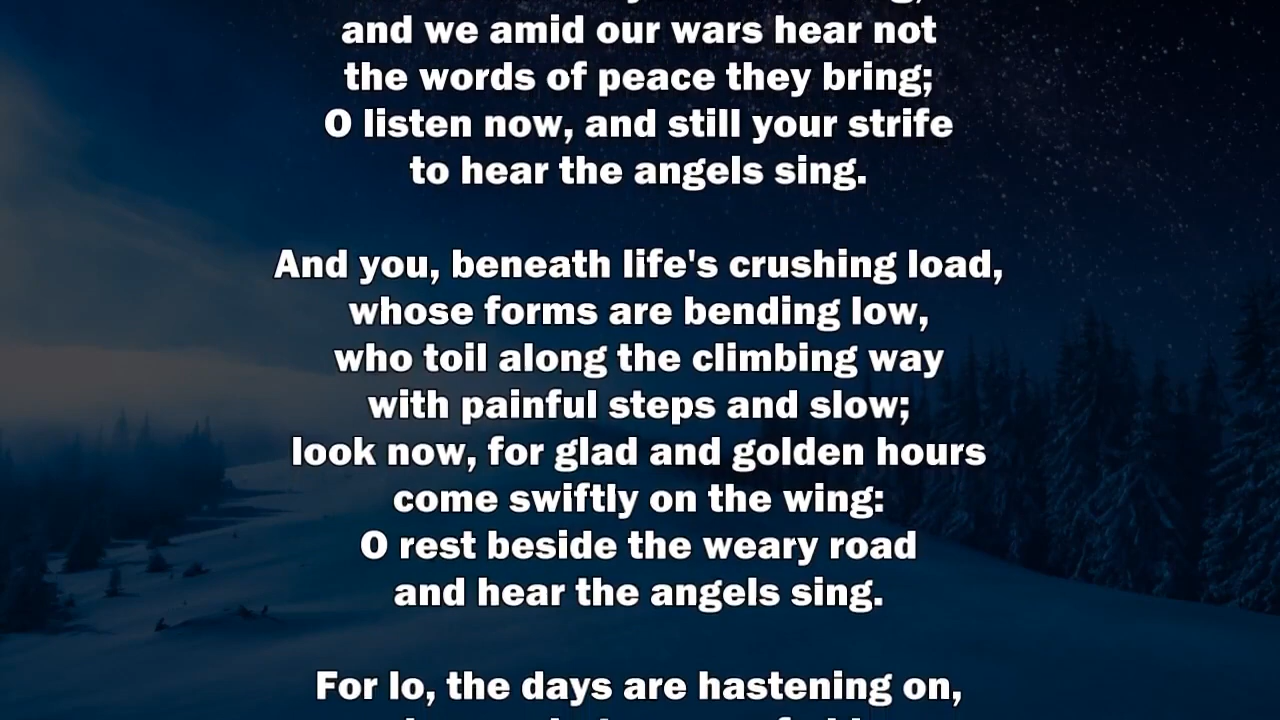 and we amid our wars hear not
the words of peace they bring;
O listen now, and still your strife
to hear the angels sing.
And you, beneath life's crushing load,
whose forms are bending low,
who toil along the climbing way
with painful steps and slow;
look now, for glad and golden hours
come swiftly on the wing:
O rest beside the weary road
and hear the angels sing.
For lo, the days are hastening on,